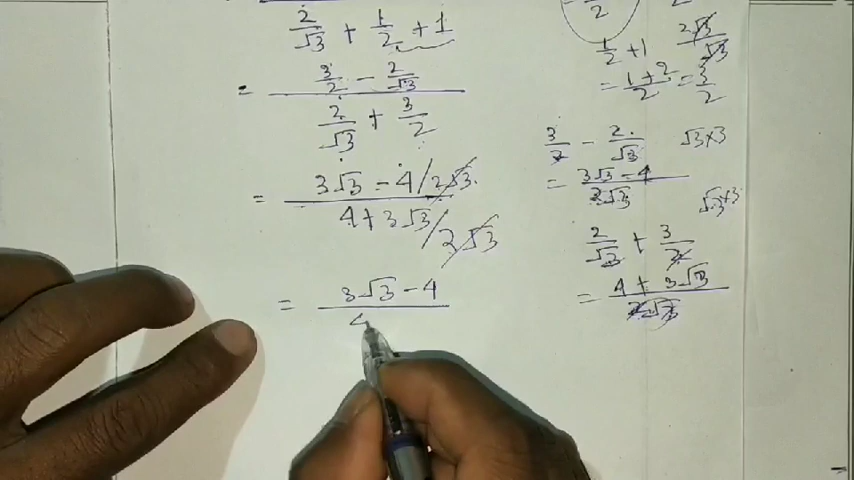 2/√3 + 1/2 + 1
= (3/2 - 2/√3) / (2/√3 + 3/2)
= (3√3 - 4 / 2√3) / (4 + 3√3 / 2√3)
= (3√3 - 4) / 4
1/2 + 1
= (1 + 2)/2 = 3/2
3/2 - 2/√3
= (3√3 - 4) / 2√3
2/√3 + 3/2
= (4 + 3√3) / 2√3